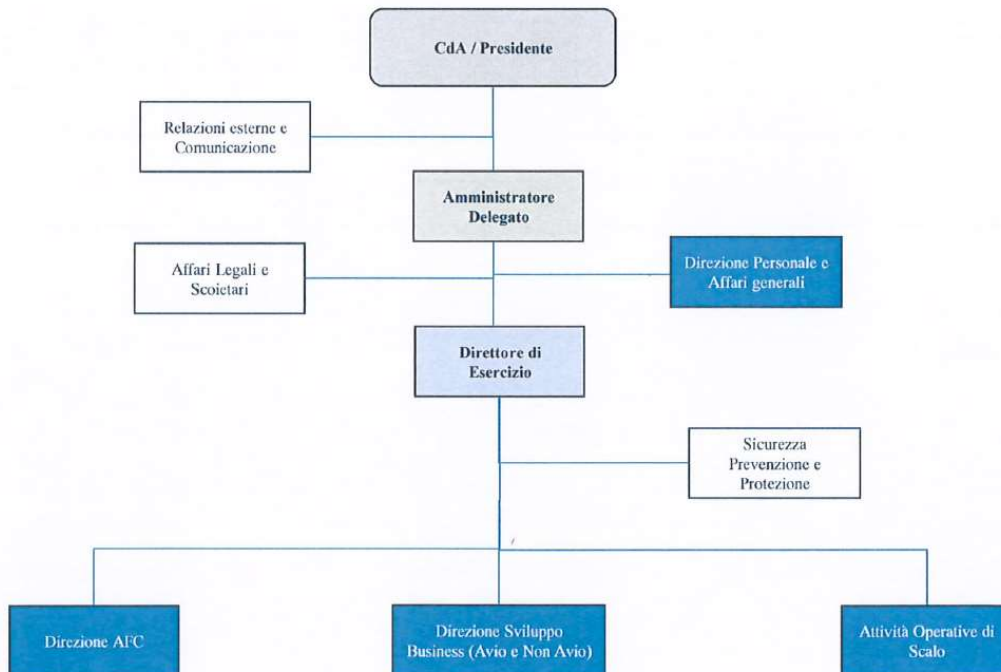 CdA / Presidente
Relazioni esterne e
Comunicazione
Amministratore
Delegato
Affari Legali e
Scoietari
Direzione Personale e
Affari generali
Direttore di
Esercizio
Sicurezza
Prevenzione e
Protezione
Direzione AFC
Direzione Sviluppo
Business (Avio e Non Avio)
Attività Operative di
Scalo